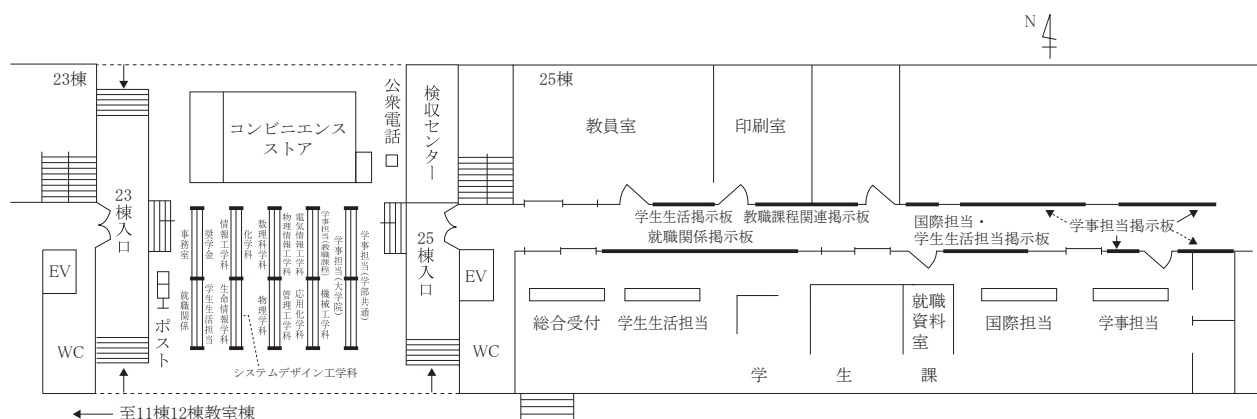 N
23棟
コンビニエンス
ストア
公衆電話
検収センター
25棟
教員室
印刷室
23棟入口
25棟入口
EV
WC
ポスト
事務室
就職関係
奨学金
学生生活担当
情報工学科
生命情報学科
化学科
システムデザイン工学科
数理科学科
物理学科
物理情報工学科
管理工学科
電気情報工学科
応用化学科
学事担当(教職課程)
機械工学科
学事担当(大学院)
学事担当(学部共通)
EV
WC
学生生活掲示板
就職関係掲示板
教職課程関連掲示板
国際担当・
学生生活担当掲示板
学事担当掲示板
総合受付
学生生活担当
就職
資料
室
国際担当
学事担当
学 生 課
至11棟12棟教室棟